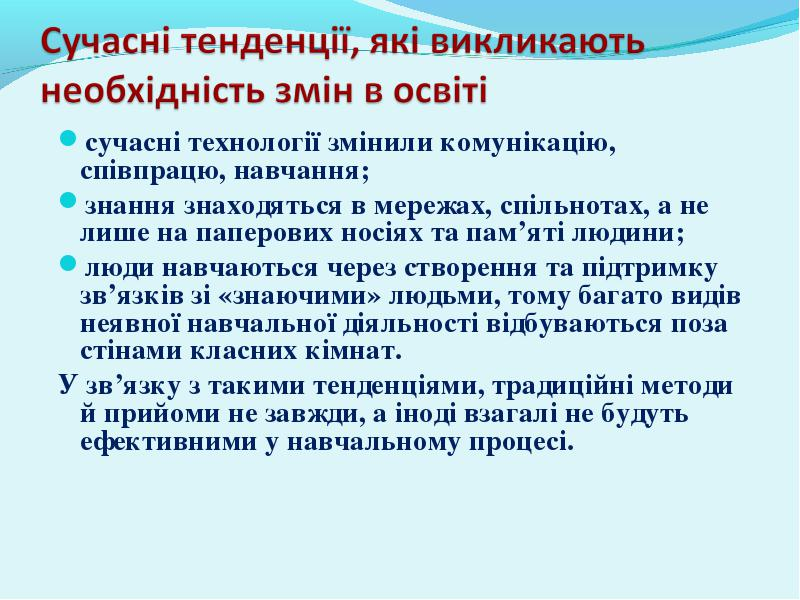 Сучасні тенденції, які викликають
необхідність змін в освіті
сучасні технології змінили комунікацію,
співпрацю, навчання;
знання знаходяться в мережах, спільнотах, а не
лише на паперових носіях та пам’яті людини;
люди навчаються через створення та підтримку
зв’язків зі «знаючими» людьми, тому багато видів
неявної навчальної діяльності відбуваються поза
стінами класних кімнат.
У зв’язку з такими тенденціями, традиційні методи
й прийоми не завжди, а іноді взагалі не будуть
ефективними у навчальному процесі.